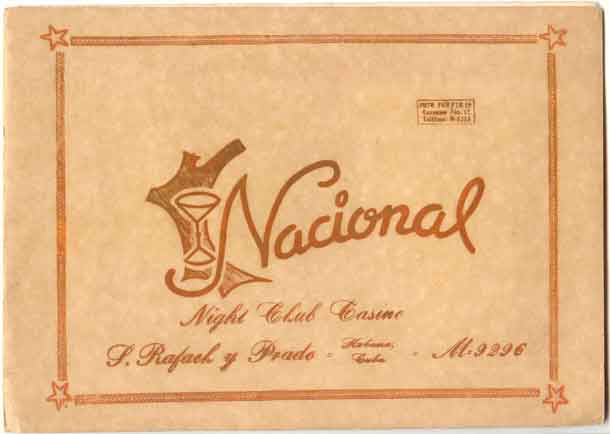 Nacional
Night Club Casino
S. Rafael y Prado - Habana, Cuba - M-9296